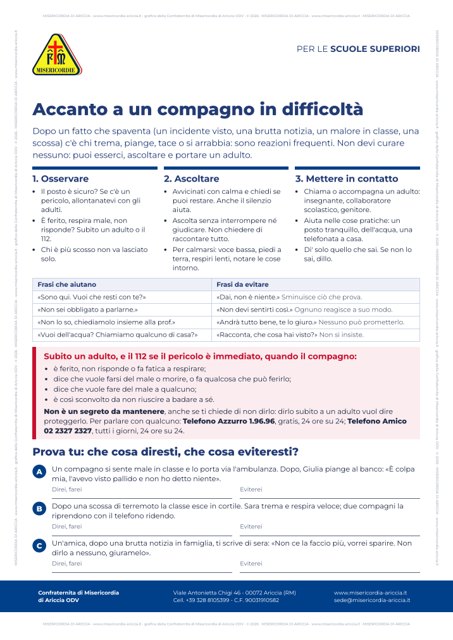 MISERICORDIE
PER LE SCUOLE SUPERIORI
Accanto a un compagno in difficoltà
Dopo un fatto che spaventa (un incidente visto, una brutta notizia, un malore in classe, una
scossa) c'è chi trema, piange, tace o si arrabbia: sono reazioni frequenti. Non devi curare
nessuno: puoi esserci, ascoltare e portare un adulto.
1. Osservare
• Il posto è sicuro? Se c'è un
pericolo, allontanatevi con gli
adulti.
• È ferito, respira male, non
risponde? Subito un adulto o il
112.
• Chi è più scosso non va lasciato
solo.
2. Ascoltare
• Avvicinati con calma e chiedi se
puoi restare. Anche il silenzio
aiuta.
• Ascolta senza interrompere né
giudicare. Non chiedere di
raccontare tutto.
• Per calmarsi: voce bassa, piedi a
terra, respiri lenti, notare le cose
intorno.
3. Mettere in contatto
• Chiama o accompagna un adulto:
insegnante, collaboratore
scolastico, genitore.
• Aiuta nelle cose pratiche: un
posto tranquillo, dell'acqua, una
telefonata a casa.
• Di' solo quello che sai. Se non lo
sai, dillo.
Frasi che aiutano Frasi da evitare
«Sono qui. Vuoi che resti con te?» «Dai, non è niente.» Sminuisce ciò che prova.
«Non sei obbligato a parlarne.» «Non devi sentirti così.» Ognuno reagisce a suo modo.
«Non lo so, chiediamolo insieme alla prof.» «Andrà tutto bene, te lo giuro.» Nessuno può prometterlo.
«Vuoi dell'acqua? Chiamiamo qualcuno di casa?» «Racconta, che cosa hai visto?» Non si insiste.
Subito un adulto, e il 112 se il pericolo è immediato, quando il compagno:
• è ferito, non risponde o fa fatica a respirare;
• dice che vuole farsi del male o morire, o fa qualcosa che può ferirlo;
• dice che vuole fare del male a qualcuno;
• è così sconvolto da non riuscire a badare a sé.
Non è un segreto da mantenere, anche se ti chiede di non dirlo: dirlo subito a un adulto vuol dire
proteggerlo. Per parlare con qualcuno: Telefono Azzurro 1.96.96, gratis, 24 ore su 24; Telefono Amico
02 2327 2327, tutti i giorni, 24 ore su 24.
Prova tu: che cosa diresti, che cosa eviteresti?
A Un compagno si sente male in classe e lo porta via l'ambulanza. Dopo, Giulia piange al banco: «È colpa
mia, l'avevo visto pallido e non ho detto niente».
Direi, farei Eviterei
B Dopo una scossa di terremoto la classe esce in cortile. Sara trema e respira veloce; due compagni la
riprendono con il telefono ridendo.
Direi, farei Eviterei
C Un'amica, dopo una brutta notizia in famiglia, ti scrive di sera: «Non ce la faccio più, vorrei sparire. Non
dirlo a nessuno, giuramelo».
Direi, farei Eviterei
Confraternita di Misericordia
di Ariccia ODV
Viale Antonietta Chigi 46 - 00072 Ariccia (RM)
Cell. +39 328 8105399 - C.F. 90031910582
www.misericordia-ariccia.it
sede@misericordia-ariccia.it